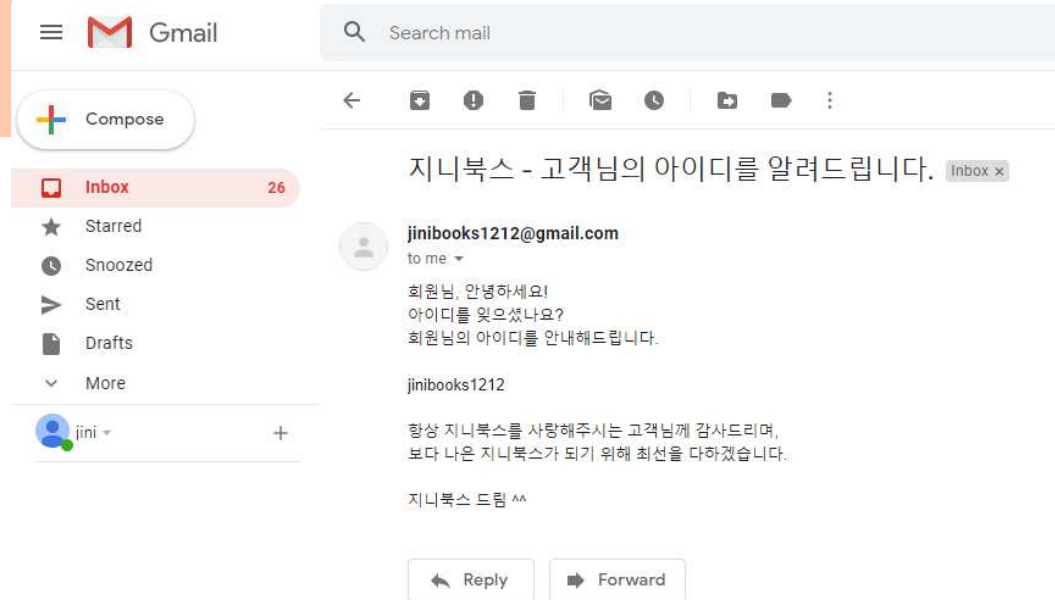 Gmail
Search mail
Compose
지니북스 - 고객님의 아이디를 알려드립니다. Inbox x
Inbox 26
jinibooks1212@gmail.com
Starred
to me
Snoozed
회원님, 안녕하세요!
Sent
아이디를 잊으셨나요?
회원님의 아이디를 안내해드립니다.
Drafts
More
jinibooks1212
jini
항상 지니북스를 사랑해주시는 고객님께 감사드리며,
보다 나은 지니북스가 되기 위해 최선을 다하겠습니다.
지니북스 드림 ^^
Reply
Forward